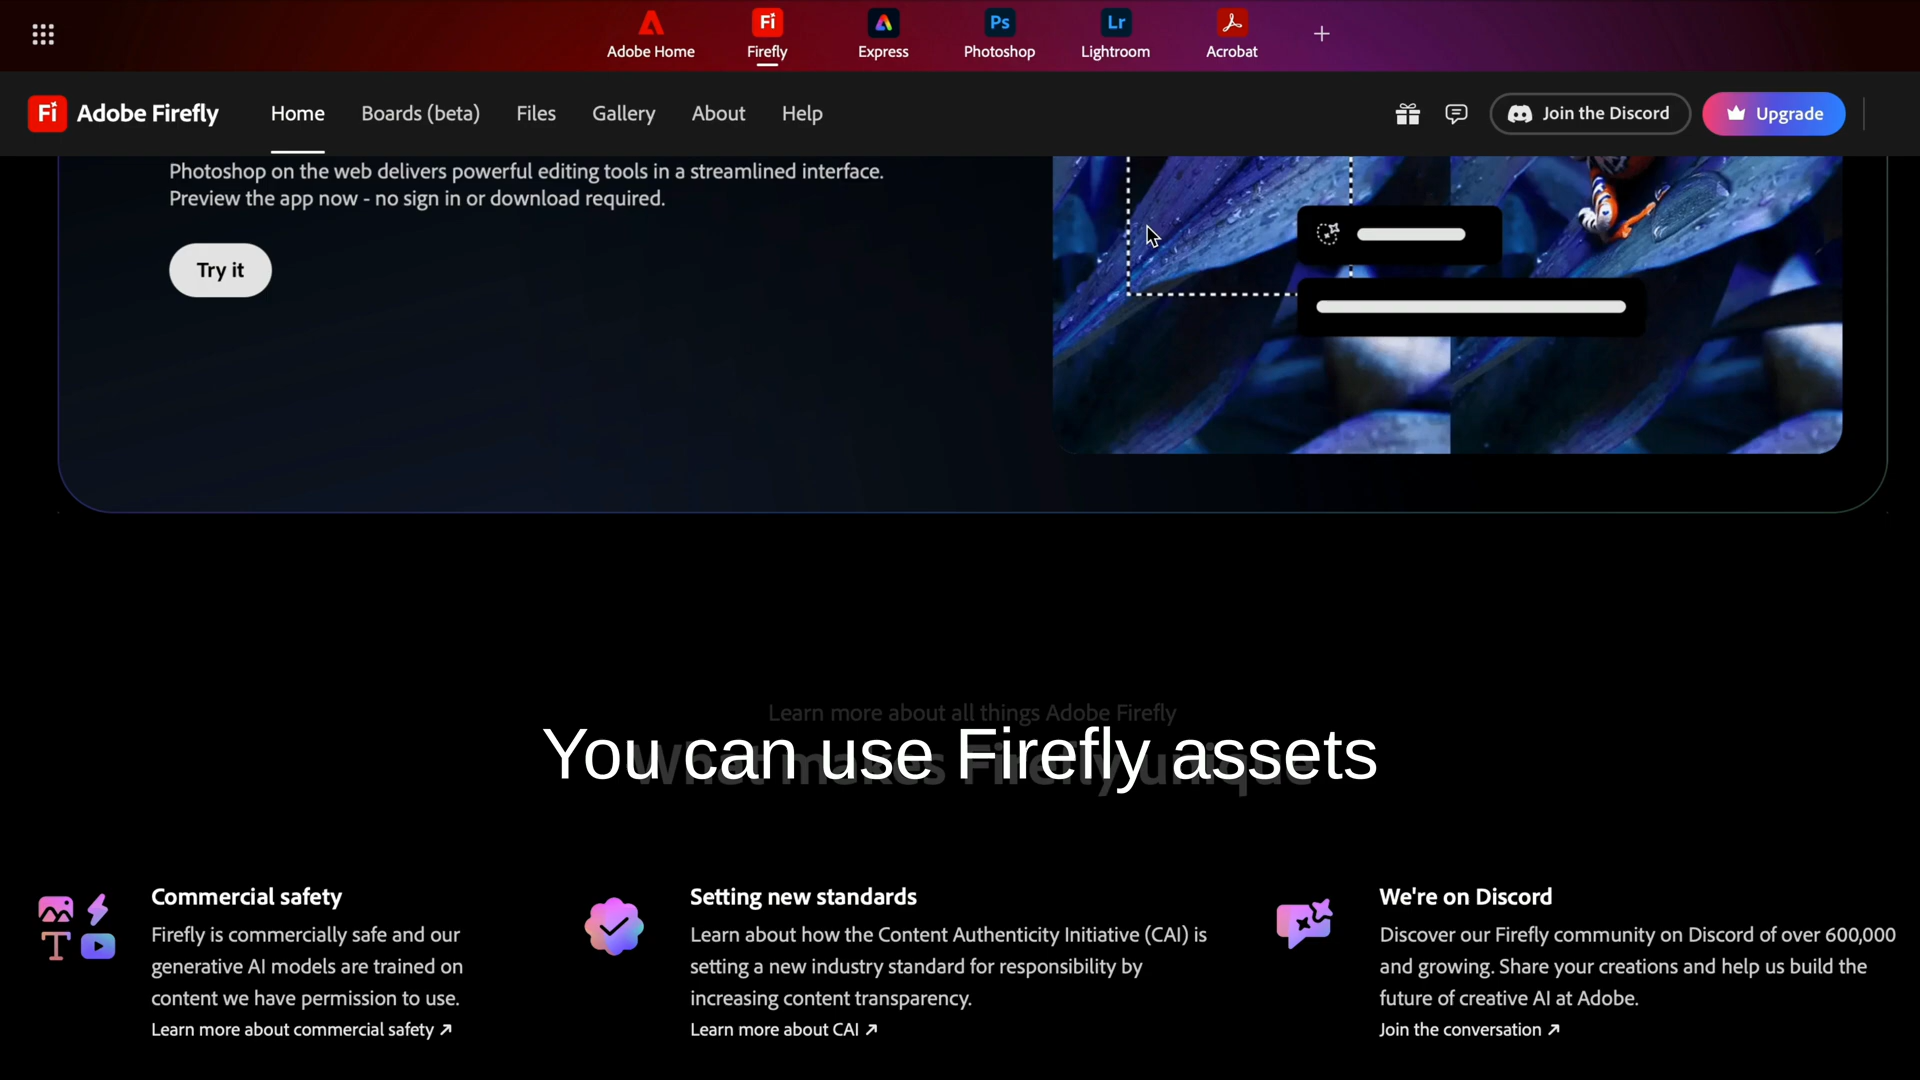 Adobe Home
Firefly
Express
Photoshop
Lightroom
Acrobat
Adobe Firefly
Home
Boards (beta)
Files
Gallery
About
Help
Join the Discord
Upgrade
Photoshop on the web delivers powerful editing tools in a streamlined interface.
Preview the app now - no sign in or download required.
Try it
Learn more about all things Adobe Firefly
What makes Firefly unique
You can use Firefly assets
Commercial safety
Firefly is commercially safe and our
generative AI models are trained on
content we have permission to use.
Learn more about commercial safety
Setting new standards
Learn about how the Content Authenticity Initiative (CAI) is
setting a new industry standard for responsibility by
increasing content transparency.
Learn more about CAI
We're on Discord
Discover our Firefly community on Discord of over 600,000
and growing. Share your creations and help us build the
future of creative AI at Adobe.
Join the conversation